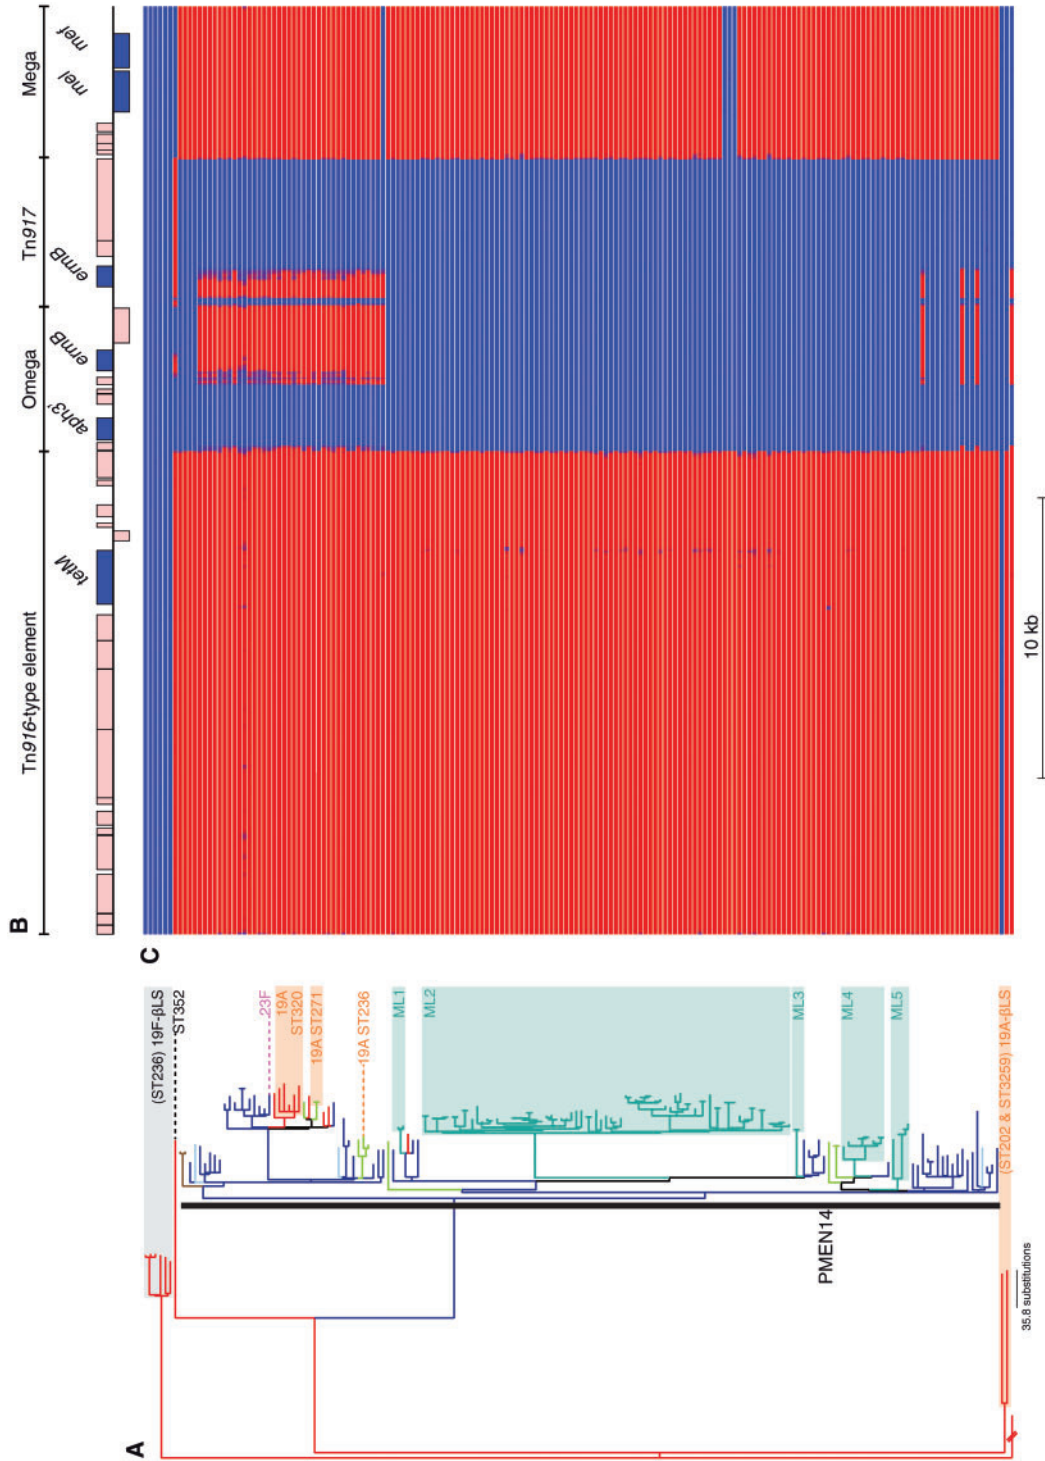 A
(ST236) 19F-βLS
ST352
23F
19A
ST320
19A ST271
19A ST236
ML1
ML2
ML3
ML4
ML5
(ST202 & ST3259) 19A-βLS
PMEN14
35.8 substitutions
B
Tn916-type element
Omega
Tn917
Mega
tetM
aph3'
ermB
ermB
mel
mef
C
10 kb